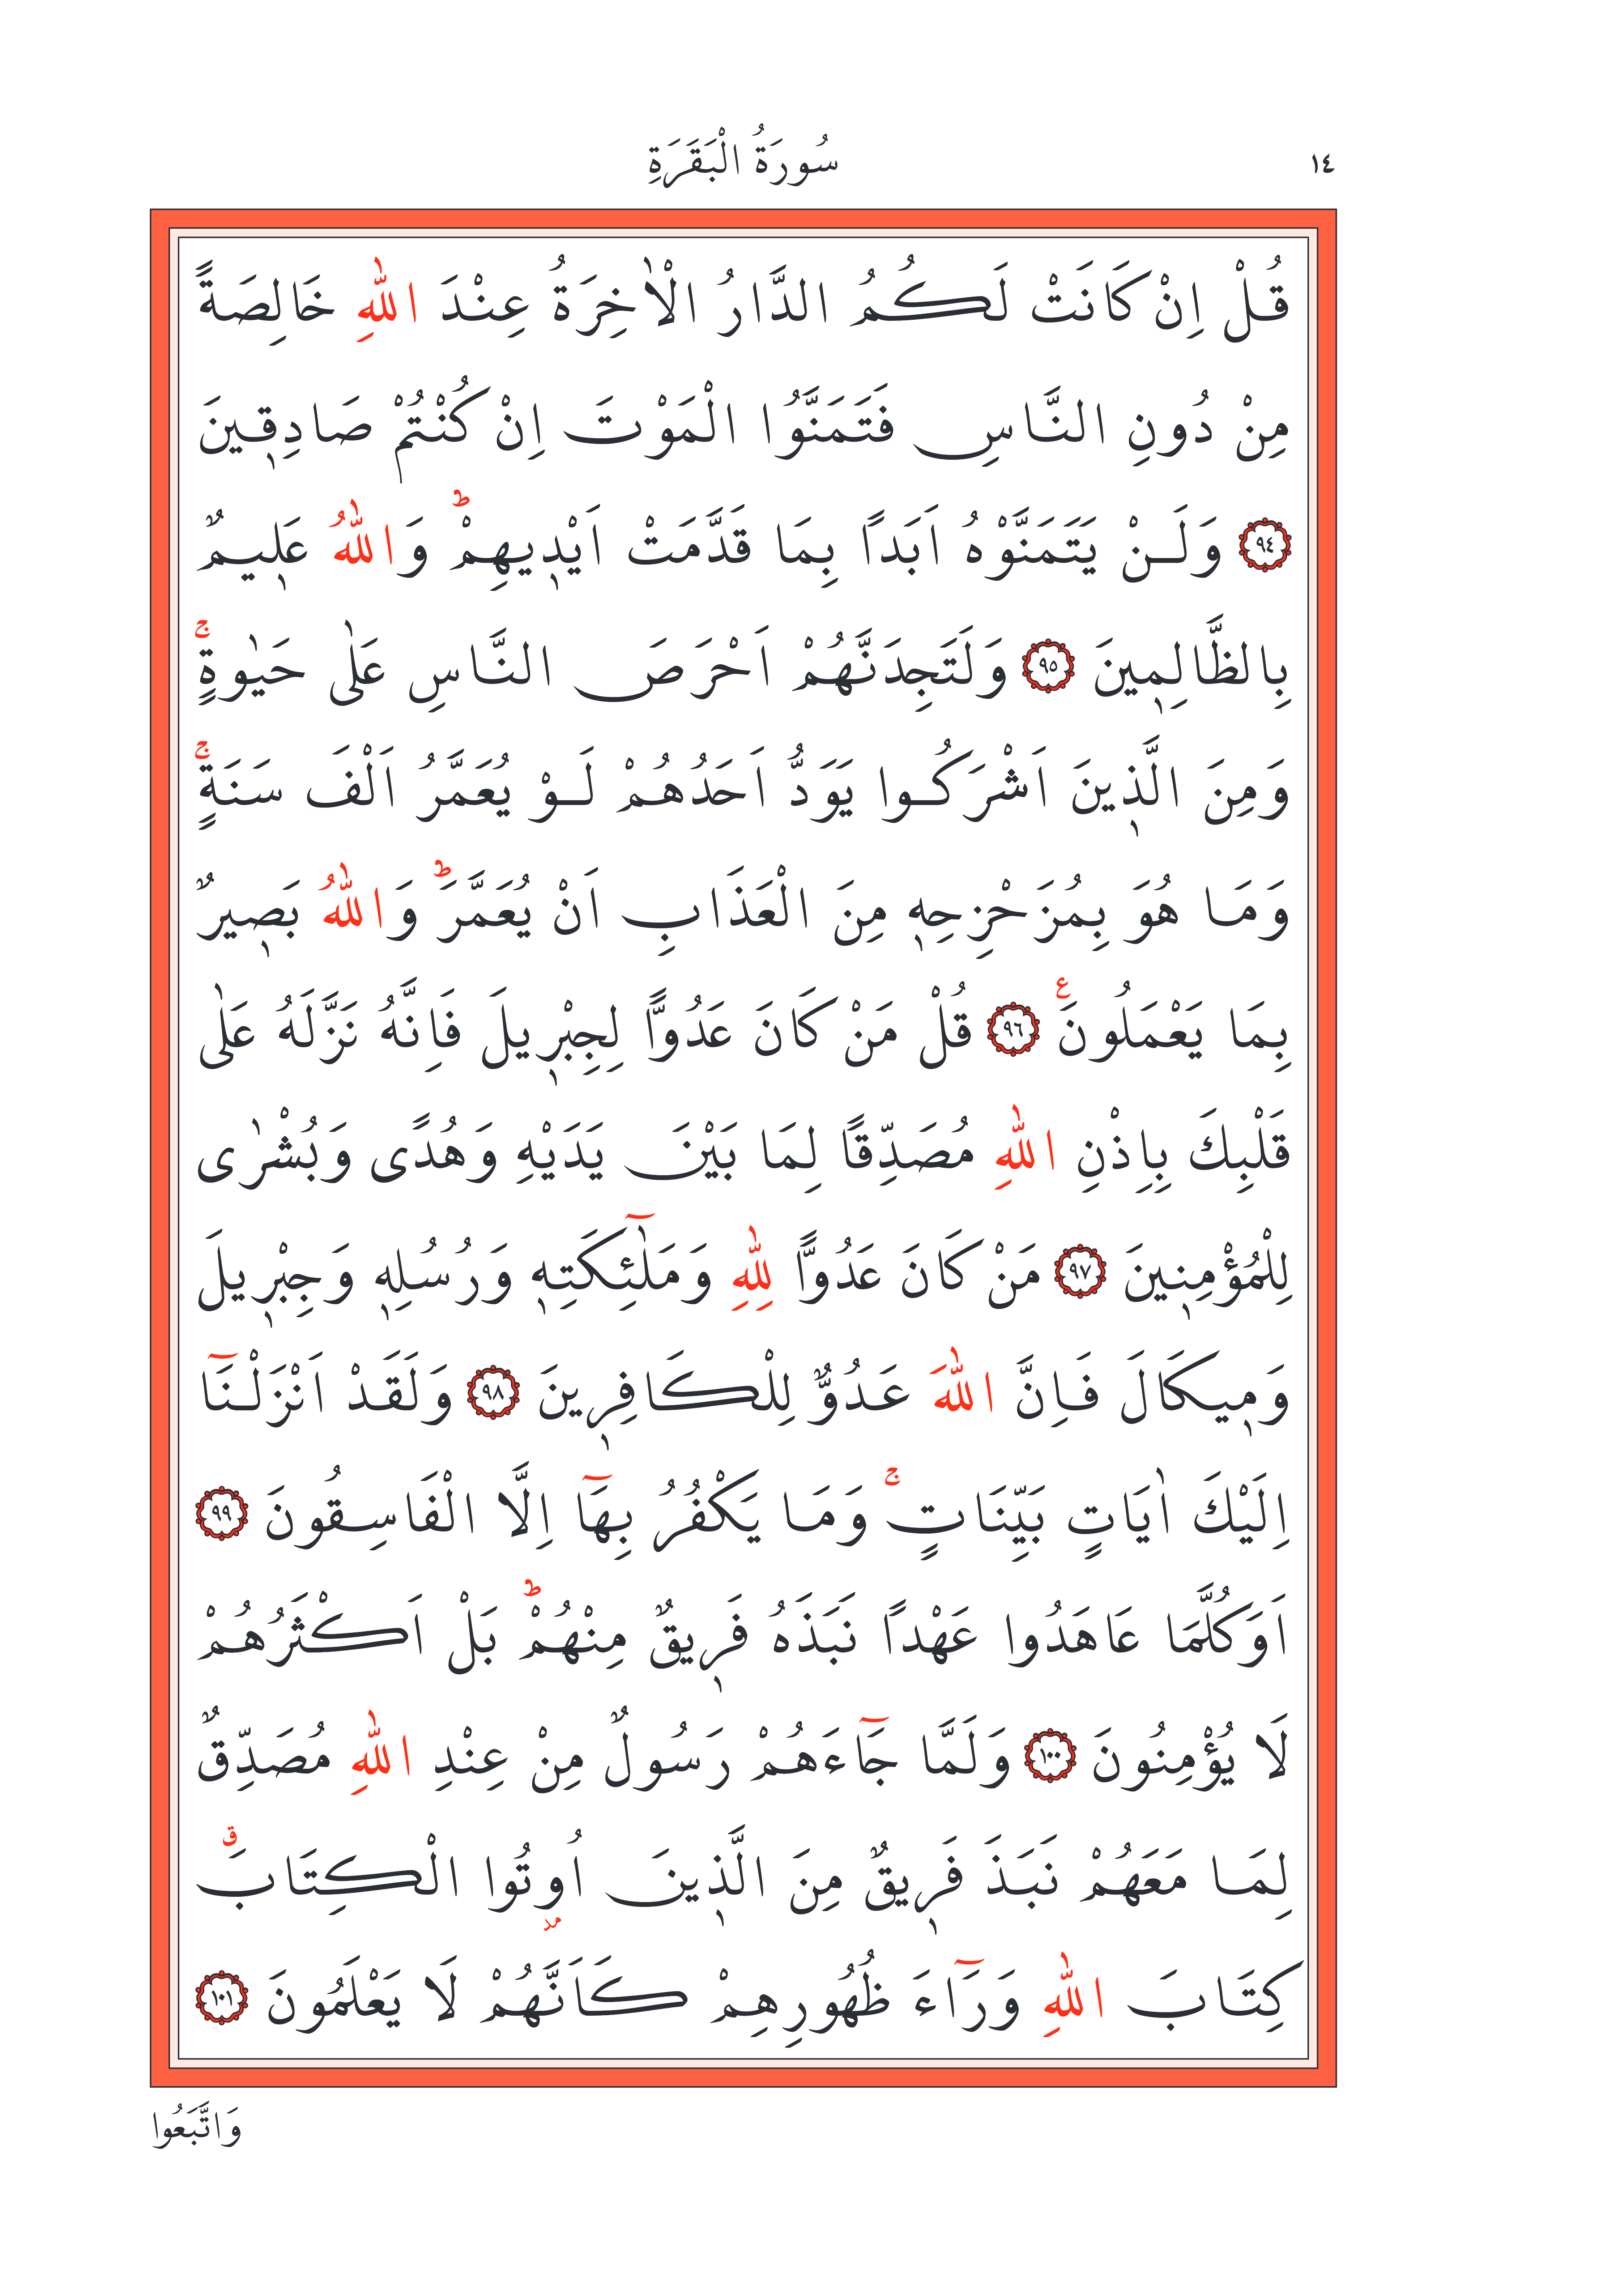 ١٤
سُورَةُ الْبَقَرَةِ
قُلْ اِنْ كَانَتْ لَكُمُ الدَّارُ الْاٰخِرَةُ عِنْدَ اللّٰهِ خَالِصَةً
مِنْ دُونِ النَّاسِ فَتَمَنَّوُا الْمَوْتَ اِنْ كُنْتُمْ صَادِق۪ينَ
﴿٩٤﴾ وَلَنْ يَتَمَنَّوْهُ اَبَدًا بِمَا قَدَّمَتْ اَيْد۪يهِمْۜ وَاللّٰهُ عَل۪يمٌ
بِالظَّالِم۪ينَ ﴿٩٥﴾ وَلَتَجِدَنَّهُمْ اَحْرَصَ النَّاسِ عَلٰى حَيٰوةٍۚ
وَمِنَ الَّذ۪ينَ اَشْرَكُوا يَوَدُّ اَحَدُهُمْ لَوْ يُعَمَّرُ اَلْفَ سَنَةٍۚ
وَمَا هُوَ بِمُزَحْزِحِه۪ مِنَ الْعَذَابِ اَنْ يُعَمَّرَۜ وَاللّٰهُ بَص۪يرٌ
بِمَا يَعْمَلُونَ۟ ﴿٩٦﴾ قُلْ مَنْ كَانَ عَدُوًّا لِجِبْر۪يلَ فَاِنَّهُ نَزَّلَهُ عَلٰى
قَلْبِكَ بِاِذْنِ اللّٰهِ مُصَدِّقًا لِمَا بَيْنَ يَدَيْهِ وَهُدًى وَبُشْرٰى
لِلْمُؤْمِن۪ينَ ﴿٩٧﴾ مَنْ كَانَ عَدُوًّا لِلّٰهِ وَمَلٰٓئِكَتِه۪ وَرُسُلِه۪ وَجِبْر۪يلَ
وَم۪يكَالَ فَاِنَّ اللّٰهَ عَدُوٌّ لِلْكَافِر۪ينَ ﴿٩٨﴾ وَلَقَدْ اَنْزَلْنَٓا
اِلَيْكَ اٰيَاتٍ بَيِّنَاتٍۚ وَمَا يَكْفُرُ بِهَٓا اِلَّا الْفَاسِقُونَ ﴿٩٩﴾
اَوَكُلَّمَا عَاهَدُوا عَهْدًا نَبَذَهُ فَر۪يقٌ مِنْهُمْۜ بَلْ اَكْثَرُهُمْ
لَا يُؤْمِنُونَ ﴿١٠٠﴾ وَلَمَّا جَٓاءَهُمْ رَسُولٌ مِنْ عِنْدِ اللّٰهِ مُصَدِّقٌ
لِمَا مَعَهُمْ نَبَذَ فَر۪يقٌ مِنَ الَّذ۪ينَ اُو۫تُوا الْكِتَابَۗ
كِتَابَ اللّٰهِ وَرَٓاءَ ظُهُورِهِمْ كَاَنَّهُمْ لَا يَعْلَمُونَ ﴿١٠١﴾
وَاتَّبَعُوا